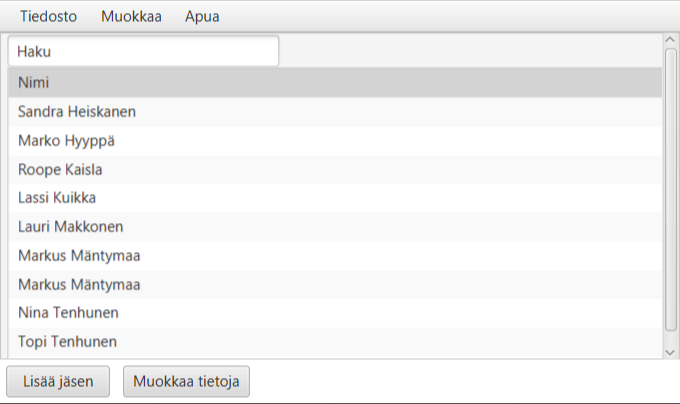 Tiedosto Muokkaa Apua
Haku
Nimi
Sandra Heiskanen
Marko Hyyppä
Roope Kaisla
Lassi Kuikka
Lauri Makkonen
Markus Mäntymaa
Markus Mäntymaa
Nina Tenhunen
Topi Tenhunen
Lisää jäsen Muokkaa tietoja